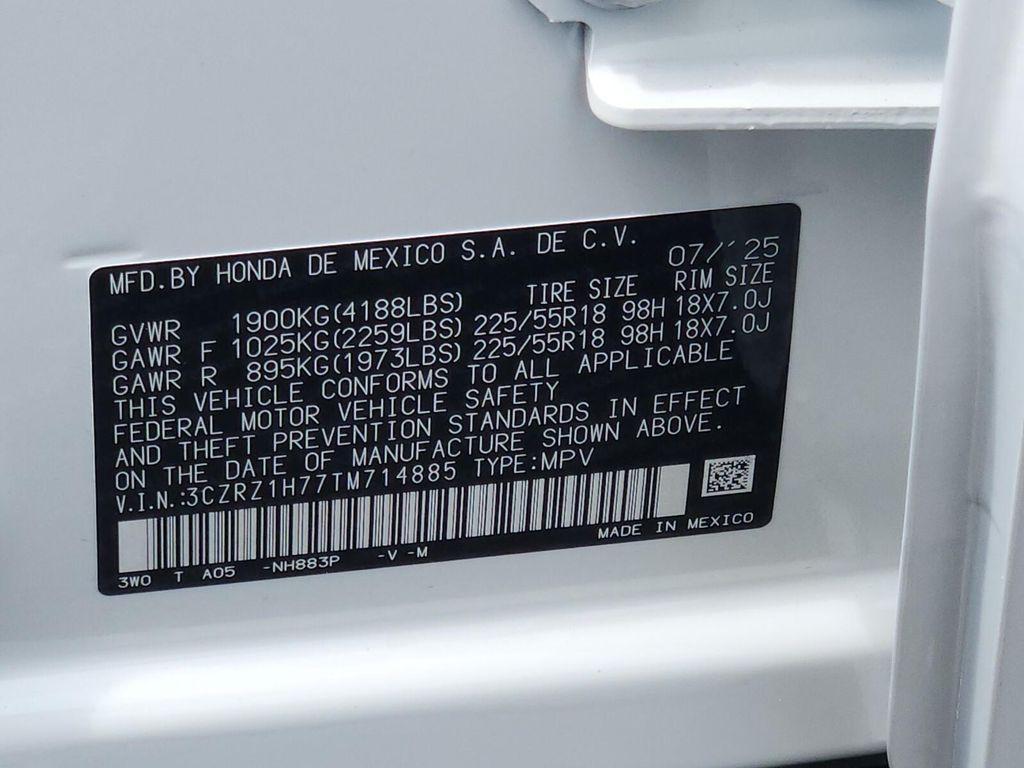 MFD.BY HONDA DE MEXICO S.A. DE C.V. 07/'25
TIRE SIZE RIM SIZE
GVWR 1900KG(4188LBS)
GAWR F 1025KG(2259LBS) 225/55R18 98H 18X7.0J
GAWR R 895KG(1973LBS) 225/55R18 98H 18X7.0J
THIS VEHICLE CONFORMS TO ALL APPLICABLE
FEDERAL MOTOR VEHICLE SAFETY
AND THEFT PREVENTION STANDARDS IN EFFECT
ON THE DATE OF MANUFACTURE SHOWN ABOVE.
V.I.N.:3CZRZ1H77TM714885 TYPE:MPV
MADE IN MEXICO
3W0 T A05 -NH883P -V -M